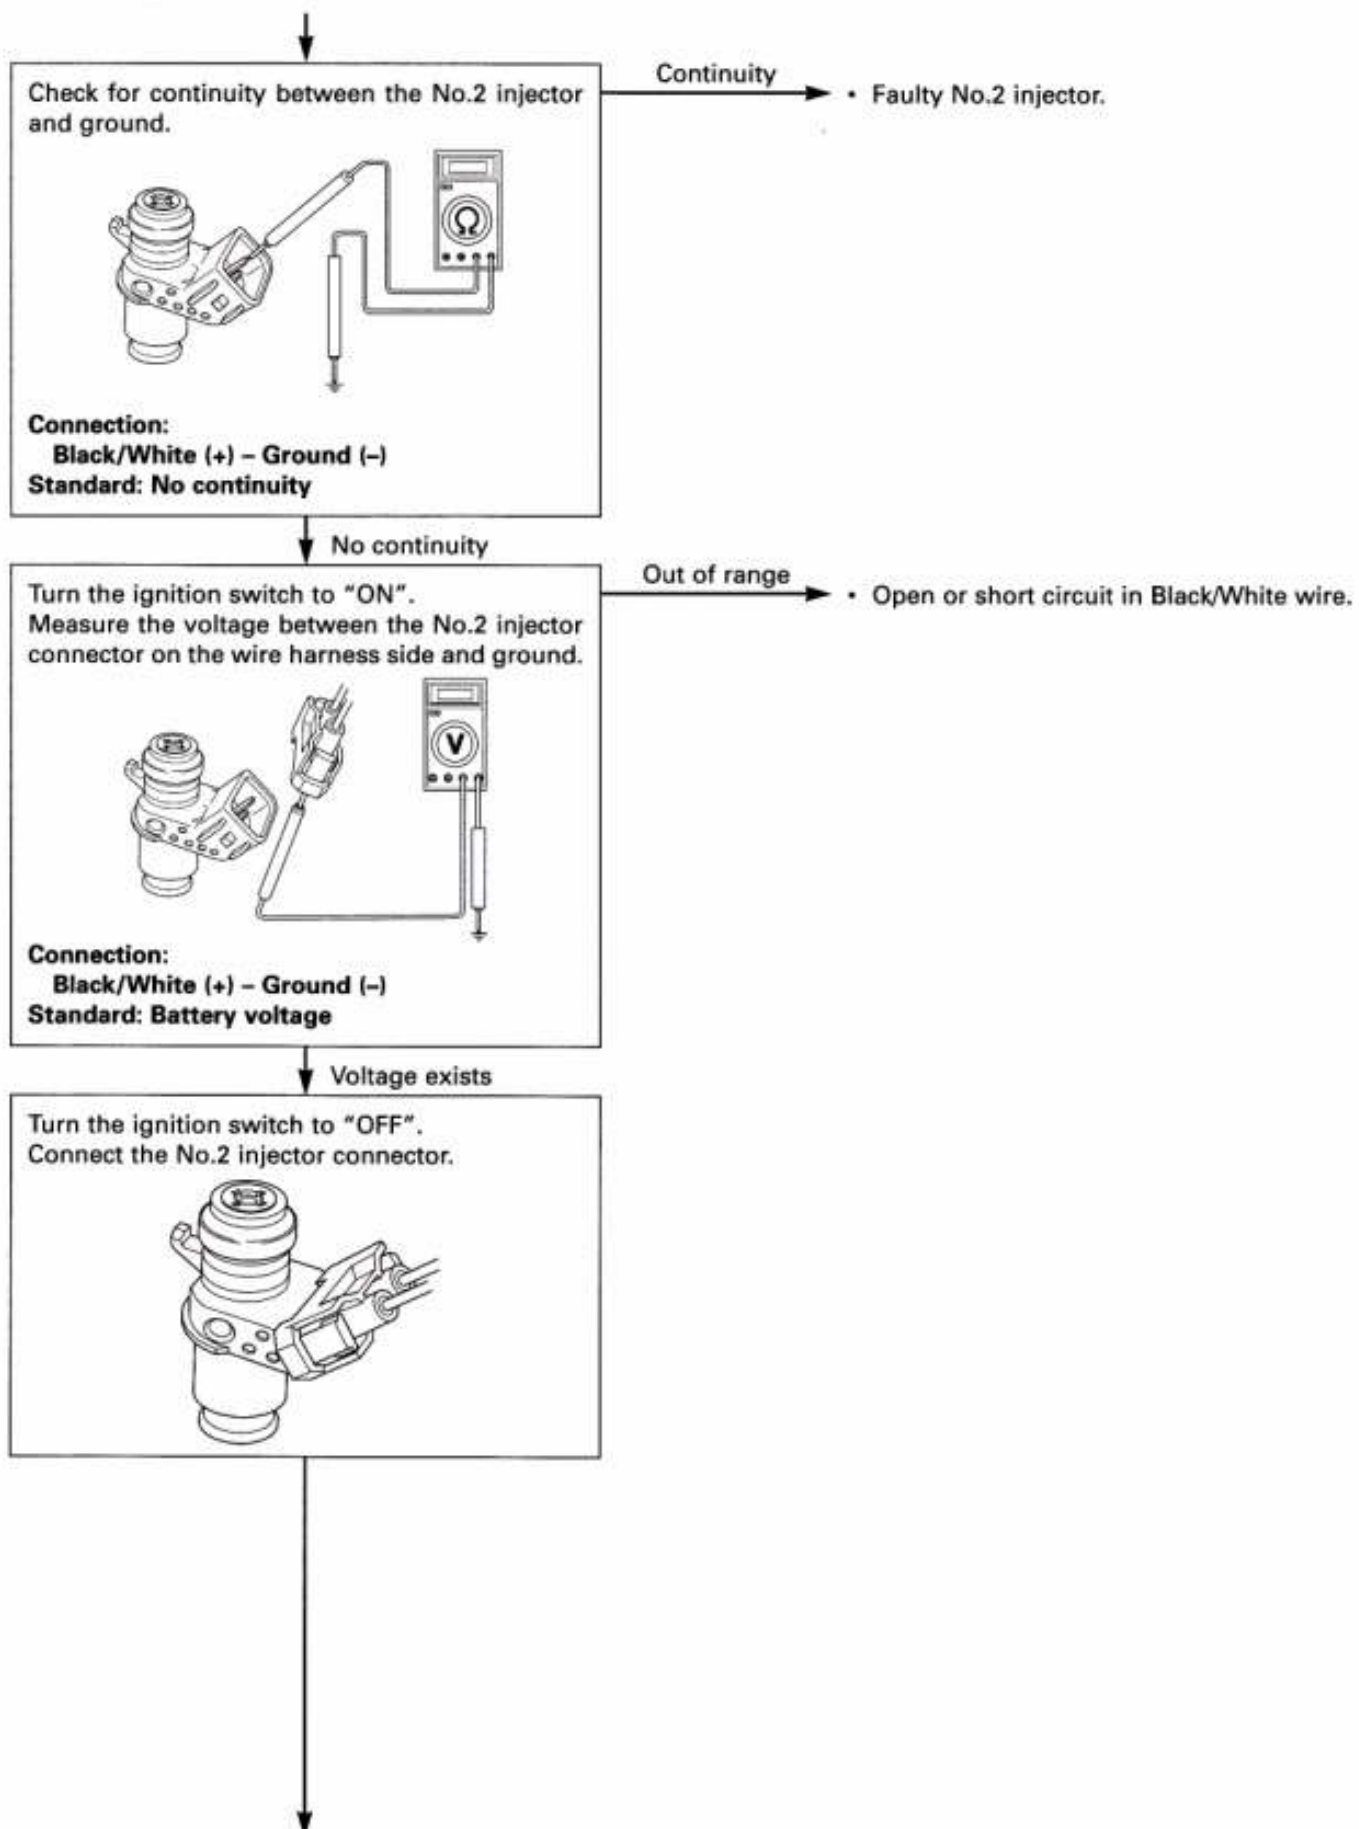 Check for continuity between the No.2 injector
and ground.
Continuity
• Faulty No.2 injector.
Ω
Connection:
Black/White (+) – Ground (–)
Standard: No continuity
No continuity
Turn the ignition switch to "ON".
Measure the voltage between the No.2 injector
connector on the wire harness side and ground.
Out of range
• Open or short circuit in Black/White wire.
V
Connection:
Black/White (+) – Ground (–)
Standard: Battery voltage
Voltage exists
Turn the ignition switch to "OFF".
Connect the No.2 injector connector.